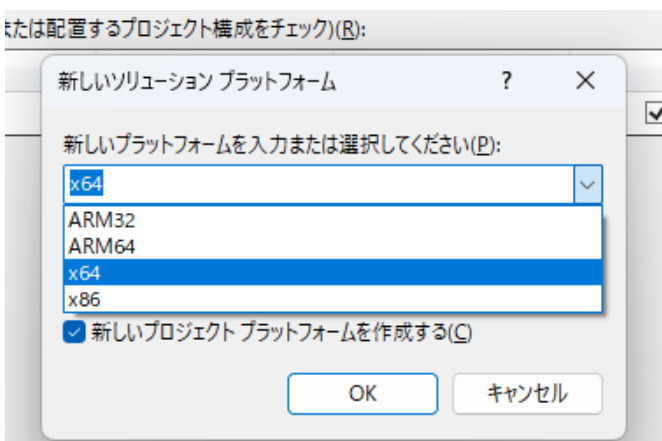 または配置するプロジェクト構成をチェック)(R):
新しいソリューション プラットフォーム ? ×
新しいプラットフォームを入力または選択してください(P):
x64
ARM32
ARM64
x64
x86
新しいプロジェクト プラットフォームを作成する(C)
OK キャンセル